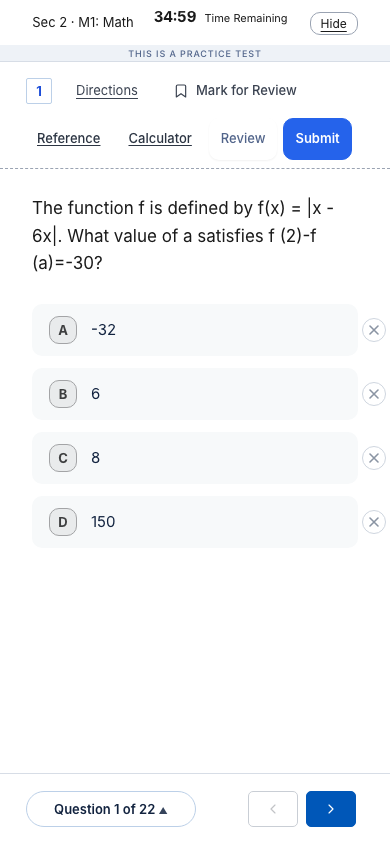 Sec 2 · M1: Math
34:59 Time Remaining
Hide
THIS IS A PRACTICE TEST
1
Directions
Mark for Review
Reference
Calculator
Review
Submit
The function f is defined by f(x) = |x -
6x|. What value of a satisfies f (2)-f
(a)=-30?
A -32
B 6
C 8
D 150
Question 1 of 22 ▲